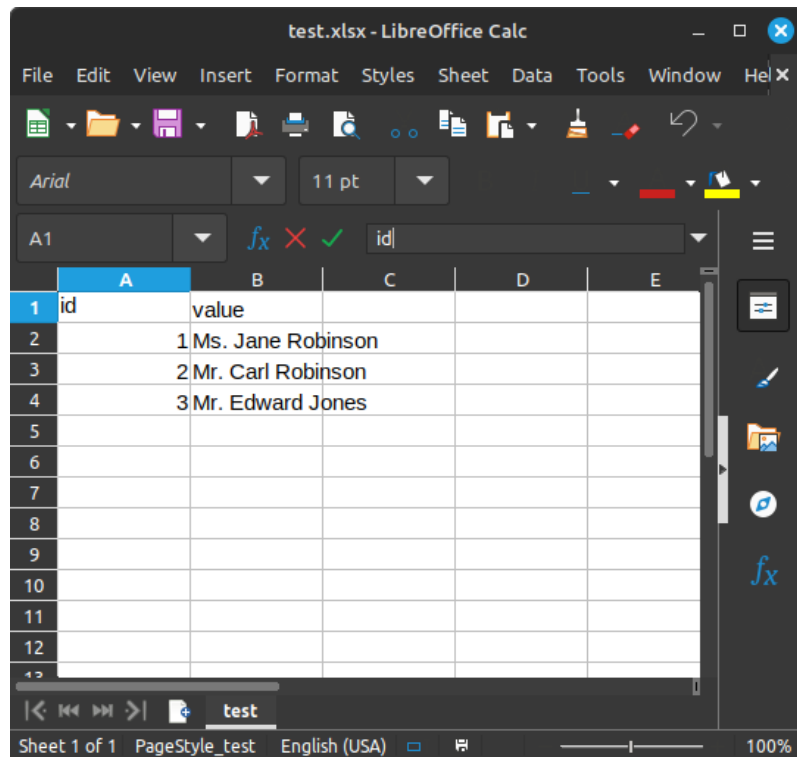 test.xlsx - LibreOffice Calc
File Edit View Insert Format Styles Sheet Data Tools Window
Arial 11 pt
A1 fx id
A B C D E
1 id value
2 1 Ms. Jane Robinson
3 2 Mr. Carl Robinson
4 3 Mr. Edward Jones
5
6
7
8
9
10
11
12
test
Sheet 1 of 1 PageStyle_test English (USA) 100%